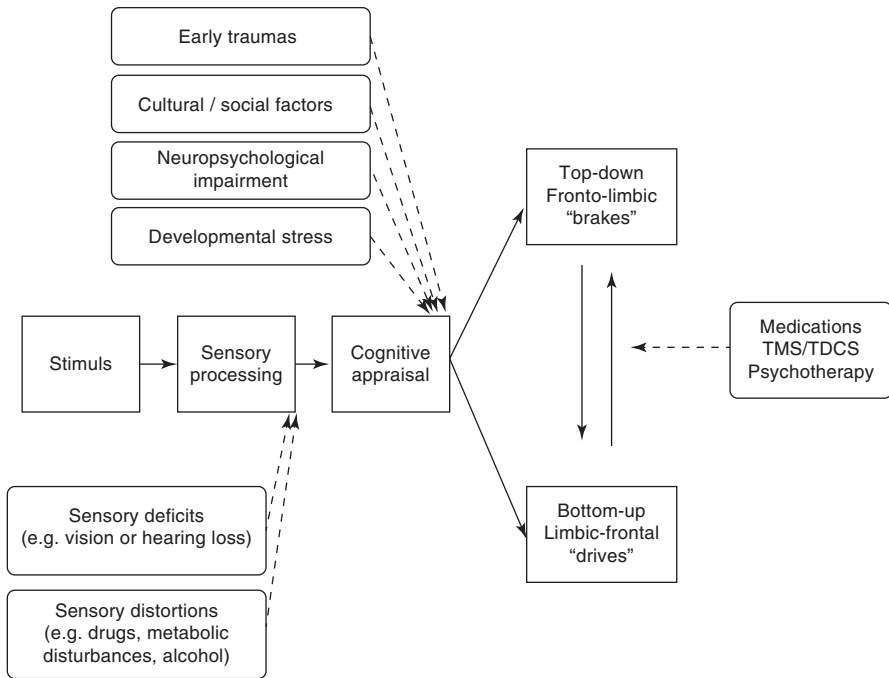 Early traumas
Cultural / social factors
Neuropsychological
impairment
Developmental stress
Stimuls
Sensory
processing
Cognitive
appraisal
Top-down
Fronto-limbic
“brakes”
Medications
TMS/TDCS
Psychotherapy
Bottom-up
Limbic-frontal
“drives”
Sensory deficits
(e.g. vision or hearing loss)
Sensory distortions
(e.g. drugs, metabolic
disturbances, alcohol)